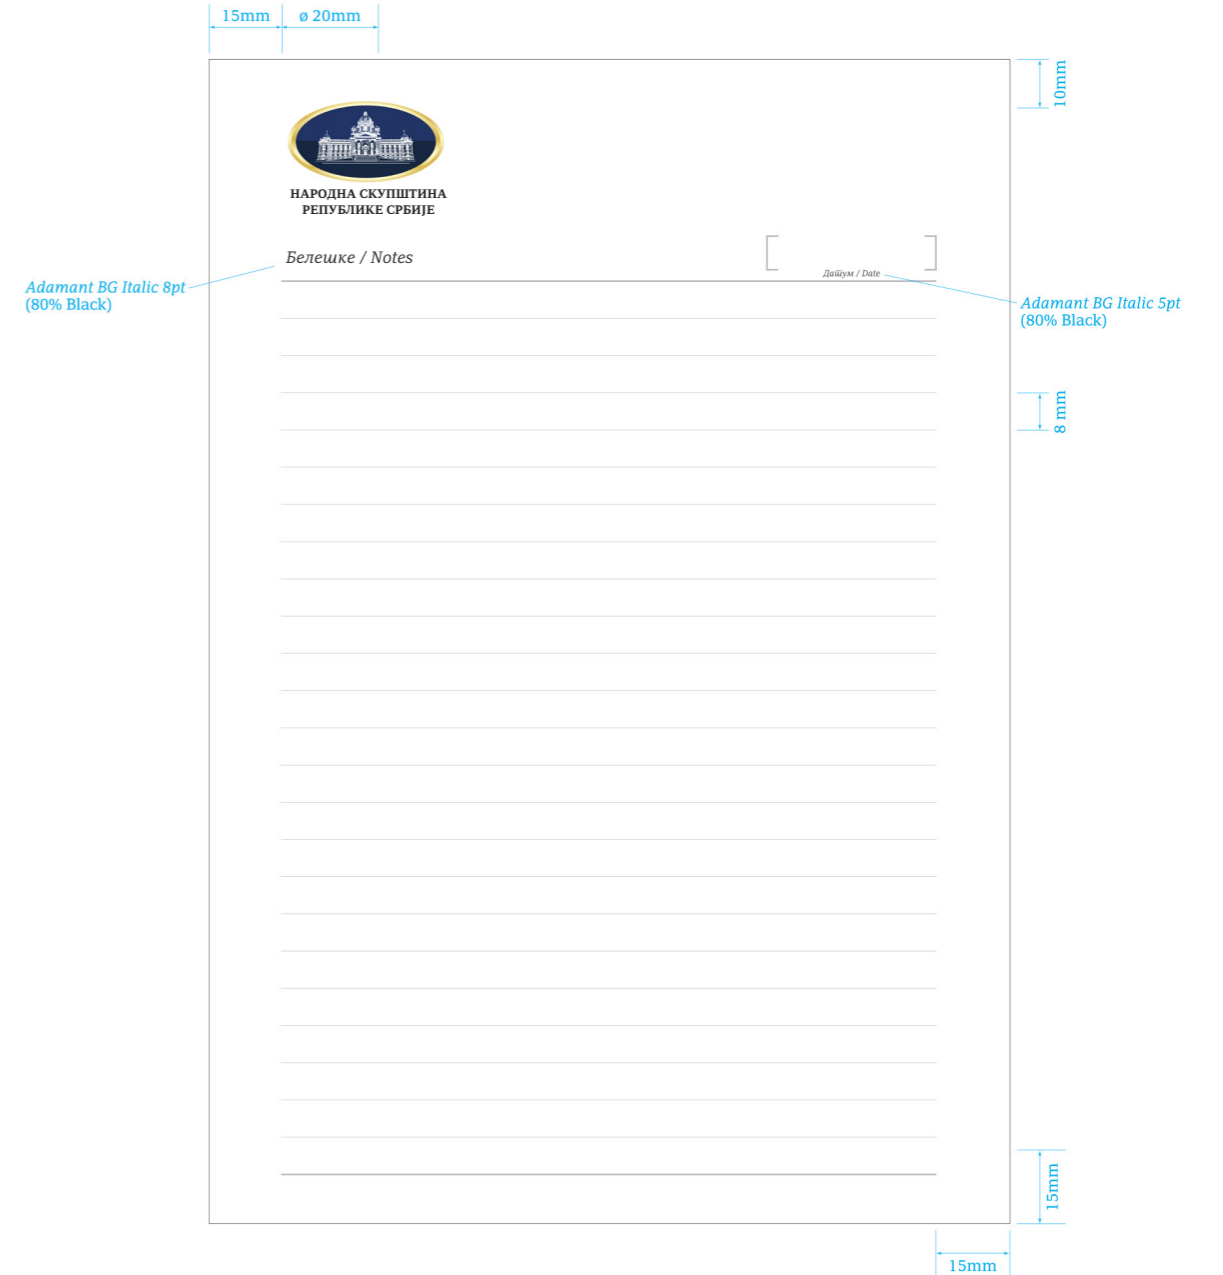 15mm
ø 20mm
10mm
НАРОДНА СКУПШТИНА
РЕПУБЛИКЕ СРБИЈЕ
Белешке / Notes
Датум / Date
Adamant BG Italic 8pt
(80% Black)
Adamant BG Italic 5pt
(80% Black)
8 mm
15mm
15mm